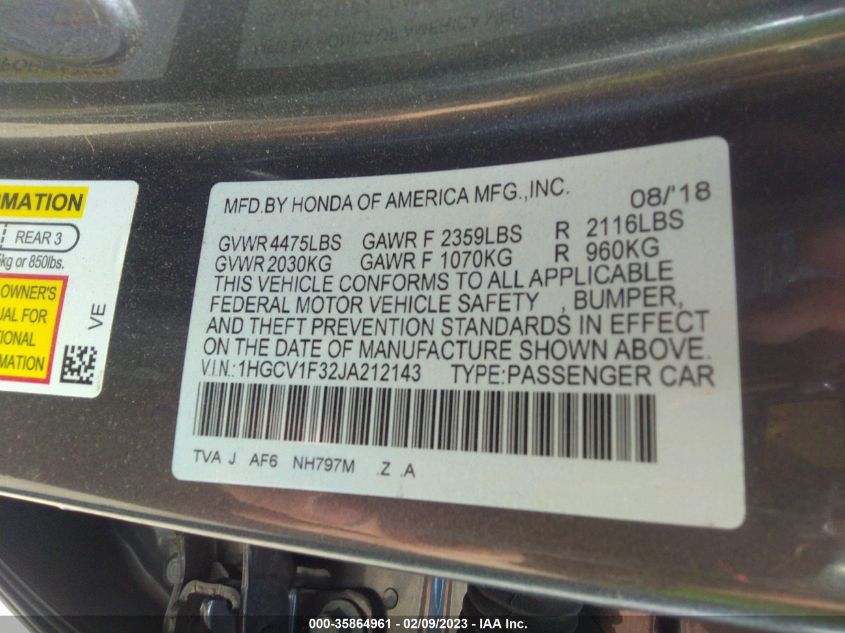 RMATION
REAR 3
kg or 850lbs.
OWNER'S
UAL FOR
TIONAL
MATION
VE
MFD.BY HONDA OF AMERICA MFG.,INC. 08/'18
GVWR 4475LBS GAWR F 2359LBS R 2116LBS
GVWR 2030KG GAWR F 1070KG R 960KG
THIS VEHICLE CONFORMS TO ALL APPLICABLE
FEDERAL MOTOR VEHICLE SAFETY , BUMPER,
AND THEFT PREVENTION STANDARDS IN EFFECT
ON THE DATE OF MANUFACTURE SHOWN ABOVE.
V.I.N.:1HGCV1F32JA212143 TYPE:PASSENGER CAR
TVA J AF6 NH797M .Z .A
000-35864961 - 02/09/2023 - IAA Inc.